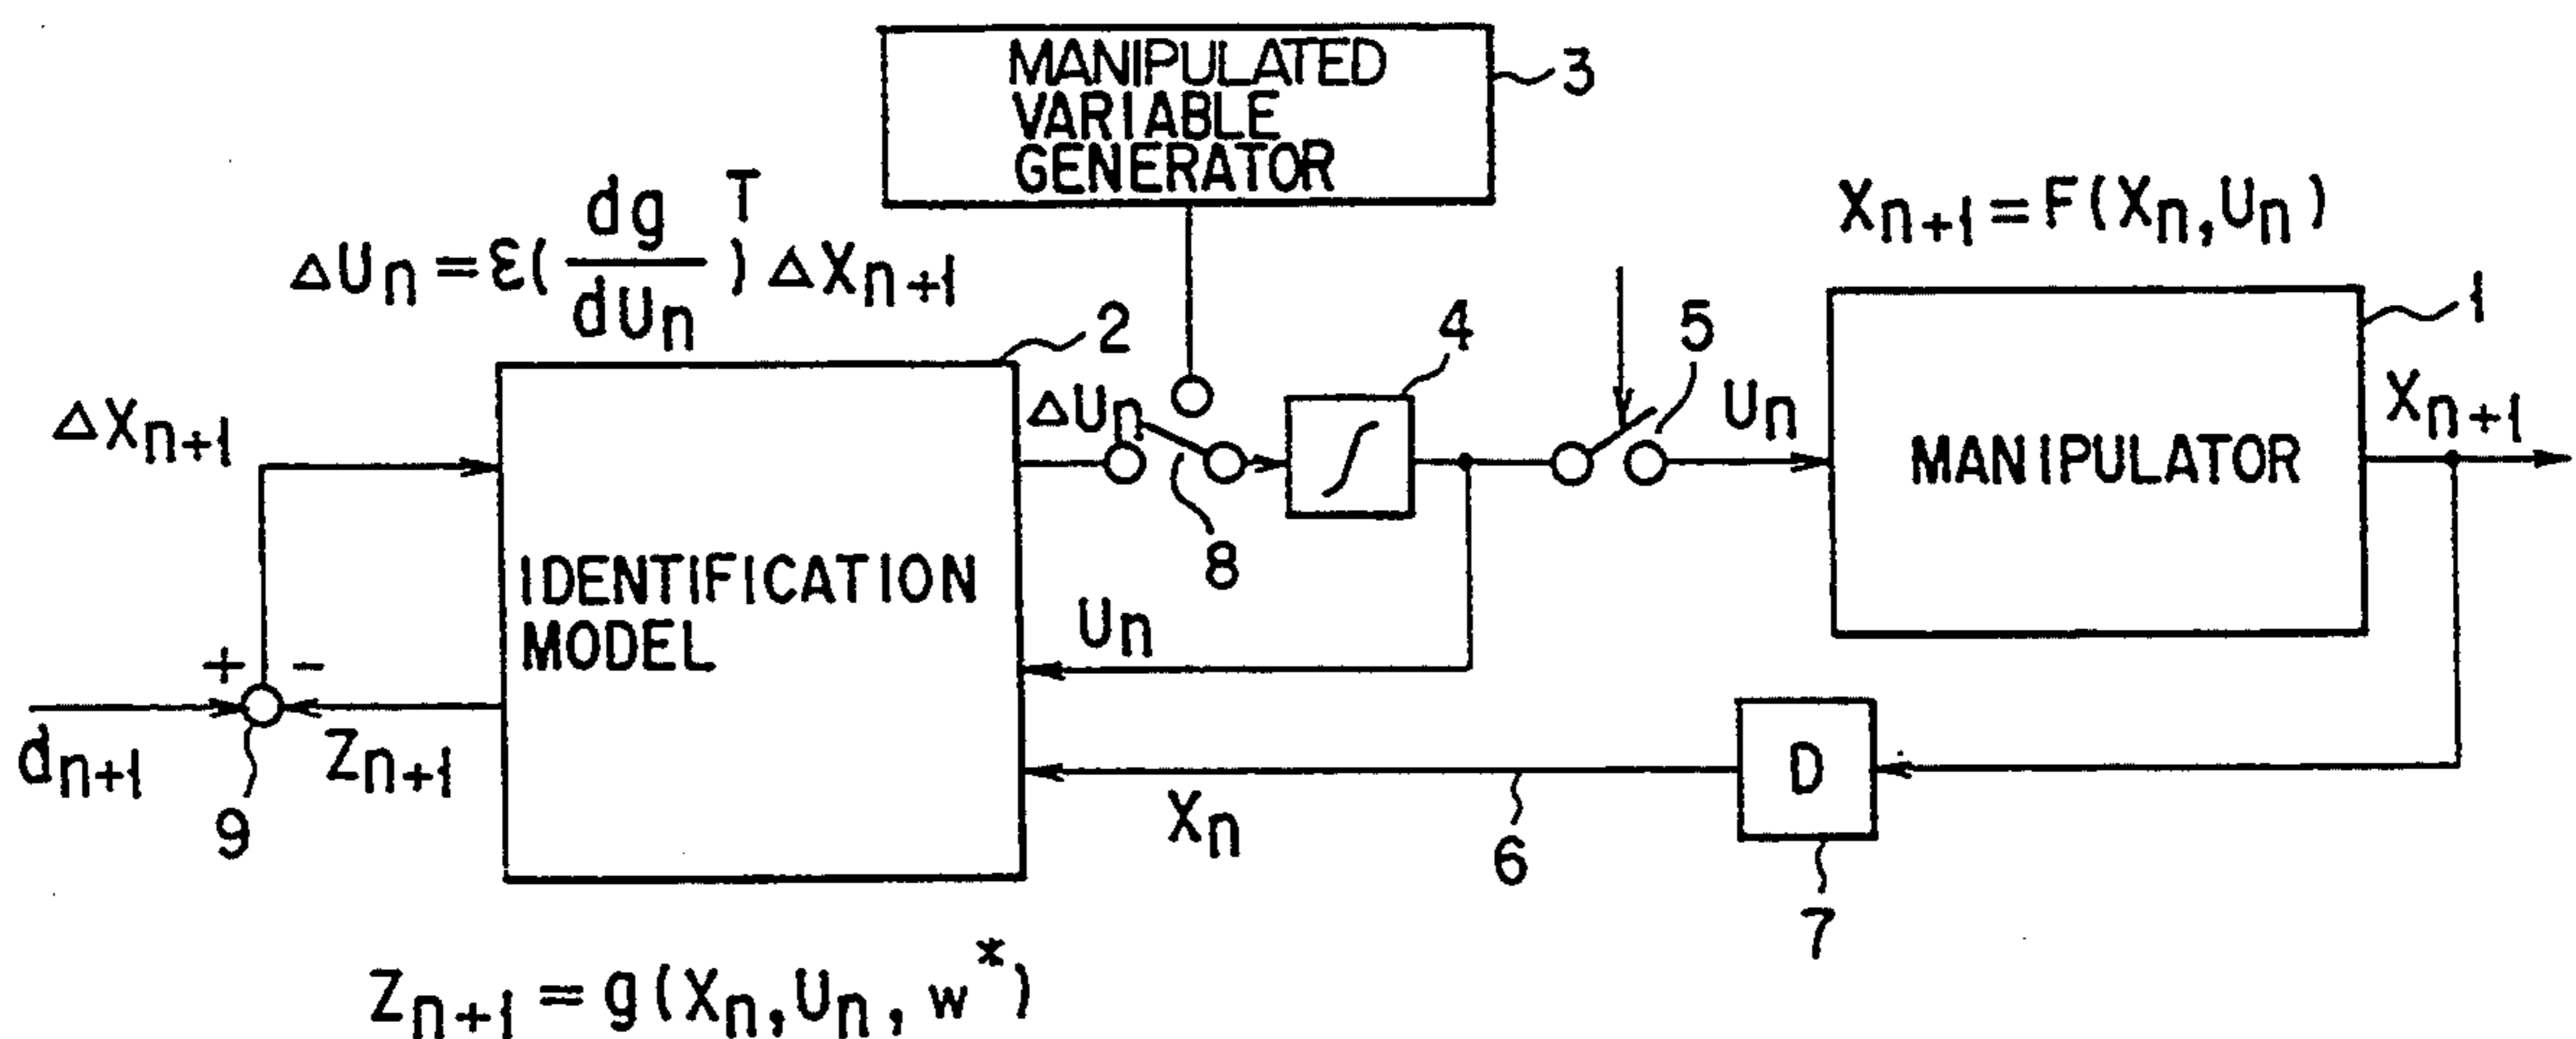 MANIPULATED
VARIABLE
GENERATOR
3
ΔUn = ε(dg/dUn)ᵀ ΔXn+1
Xn+1 = F(Xn, Un)
1
2
4
5
ΔXn+1
ΔUn
Un
Xn+1
MANIPULATOR
8
IDENTIFICATION
MODEL
Un
+
-
dn+1
Zn+1
9
Xn
6
D
7
Zn+1 = g(Xn, Un, w*)